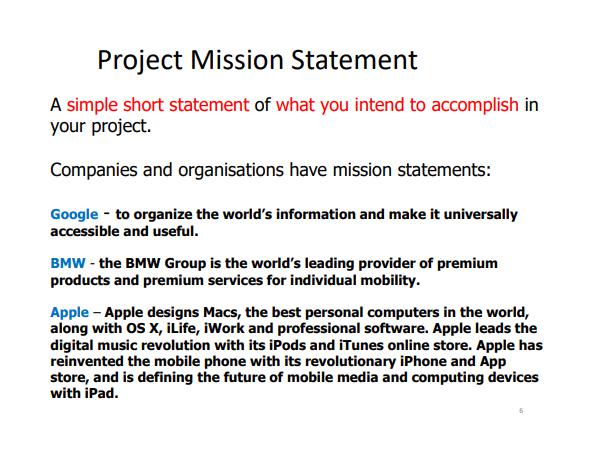 Project Mission Statement
A simple short statement of what you intend to accomplish in
your project.
Companies and organisations have mission statements:
Google - to organize the world’s information and make it universally
accessible and useful.
BMW - the BMW Group is the world’s leading provider of premium
products and premium services for individual mobility.
Apple – Apple designs Macs, the best personal computers in the world,
along with OS X, iLife, iWork and professional software. Apple leads the
digital music revolution with its iPods and iTunes online store. Apple has
reinvented the mobile phone with its revolutionary iPhone and App
store, and is defining the future of mobile media and computing devices
with iPad.
6